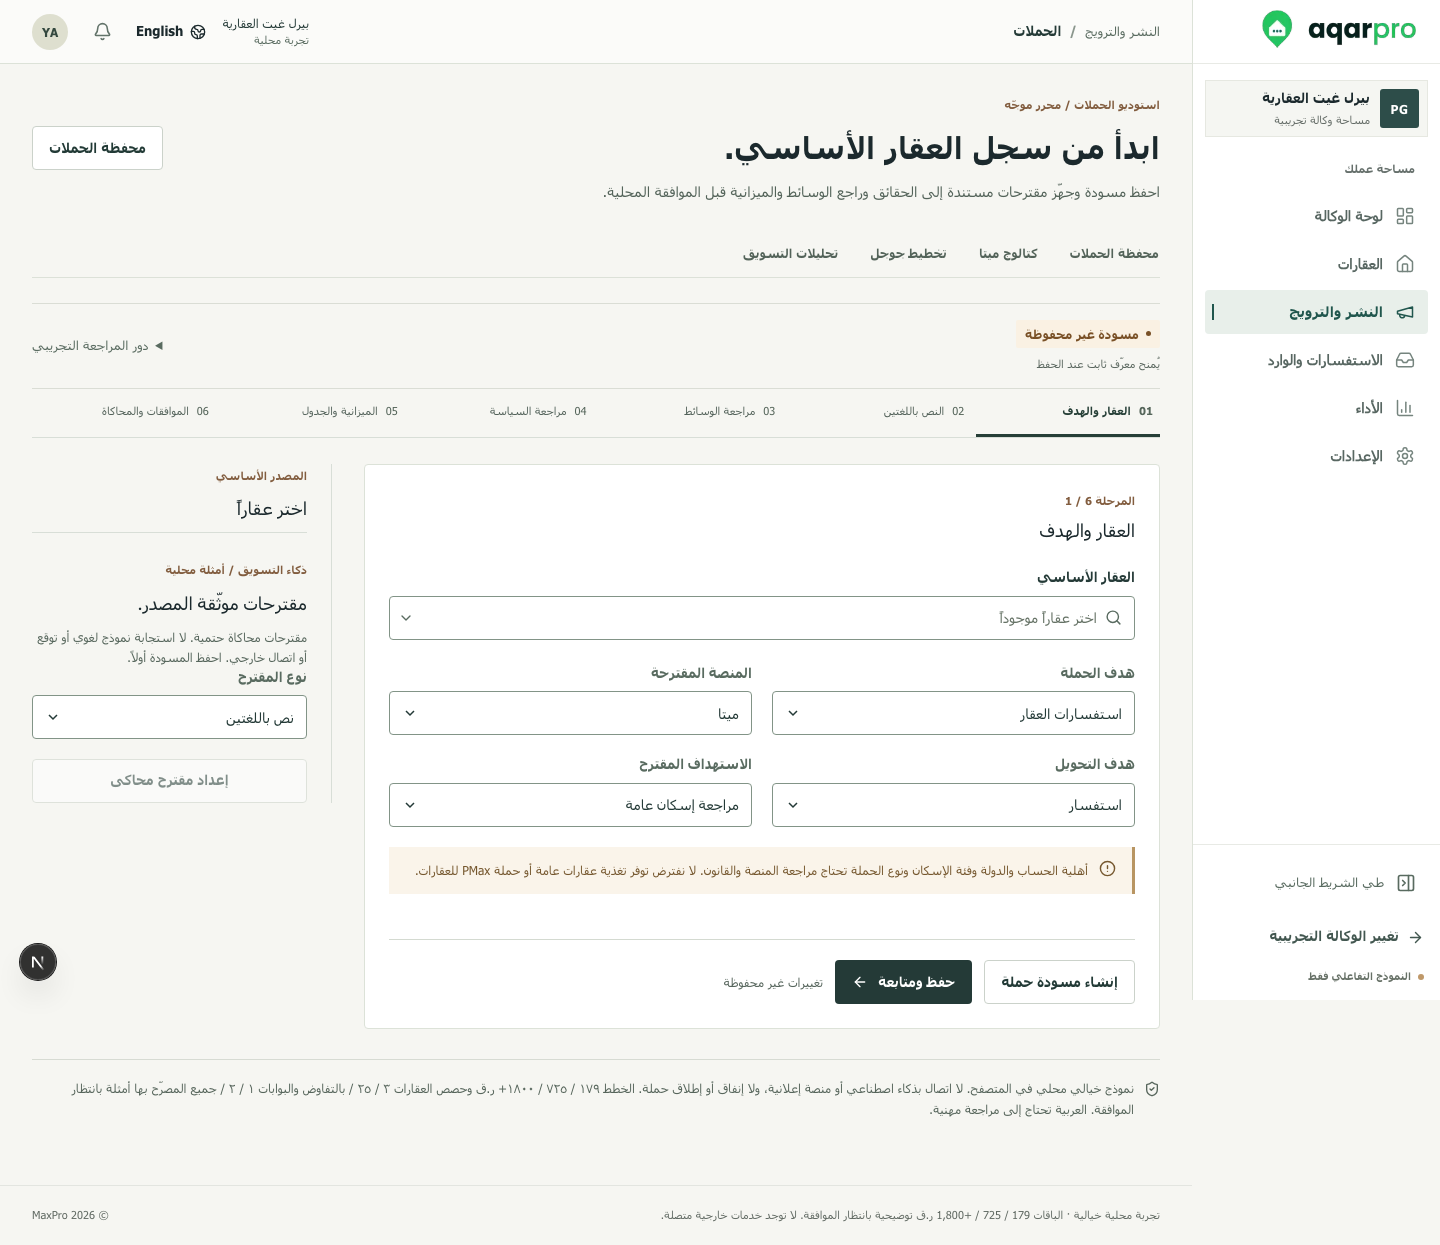 aqarpro
PG
بيرل غيت العقارية
مساحة وكالة تجريبية
مساحة عملك
لوحة الوكالة
العقارات
النشر والترويج
الاستفسارات والوارد
الأداء
الإعدادات
طي الشريط الجانبي
تغيير الوكالة التجريبية
النموذج التفاعلي فقط
النشر والترويج / الحملات
بيرل غيت العقارية
تجربة محلية
English
YA
استوديو الحملات / محرر موجّه
ابدأ من سجل العقار الأساسي.
احفظ مسودة وجهّز مقترحات مستندة إلى الحقائق وراجع الوسائط والميزانية قبل الموافقة المحلية.
محفظة الحملات
محفظة الحملات
كتالوج ميتا
تخطيط جوجل
تحليلات التسويق
مسودة غير محفوظة
يُمنح معرّف ثابت عند الحفظ
دور المراجعة التجريبي
01 العقار والهدف
02 النص باللغتين
03 مراجعة الوسائط
04 مراجعة السياسة
05 الميزانية والجدول
06 الموافقات والمحاكاة
المرحلة 6 / 1
العقار والهدف
العقار الأساسي
اختر عقاراً موجوداً
هدف الحملة
استفسارات العقار
المنصة المقترحة
ميتا
هدف التحويل
استفسار
الاستهداف المقترح
مراجعة إسكان عامة
أهلية الحساب والدولة وفئة الإسكان ونوع الحملة تحتاج مراجعة المنصة والقانون. لا نفترض توفر تغذية عقارات عامة أو حملة PMax للعقارات.
إنشاء مسودة حملة
حفظ ومتابعة
تغييرات غير محفوظة
المصدر الأساسي
اختر عقاراً
ذكاء التسويق / أمثلة محلية
مقترحات موثّقة المصدر.
مقترحات محاكاة حتمية. لا استجابة نموذج لغوي أو توقع
أو اتصال خارجي. احفظ المسودة أولاً.
نوع المقترح
نص باللغتين
إعداد مقترح محاكى
نموذج خيالي محلي في المتصفح. لا اتصال بذكاء اصطناعي أو منصة إعلانية، ولا إنفاق أو إطلاق حملة. الخطط ١٧٩ / ٧٢٥ / ١٨٠٠+ ر.ق وحصص العقارات ٣ / ٢٥ / بالتفاوض والبوابات ١ / ٢ / جميع المصرّح بها أمثلة بانتظار
الموافقة. العربية تحتاج إلى مراجعة مهنية.
تجربة محلية خيالية · الباقات 179 / 725 / +1,800 ر.ق توضيحية بانتظار الموافقة. لا توجد خدمات خارجية متصلة.
© 2026 MaxPro